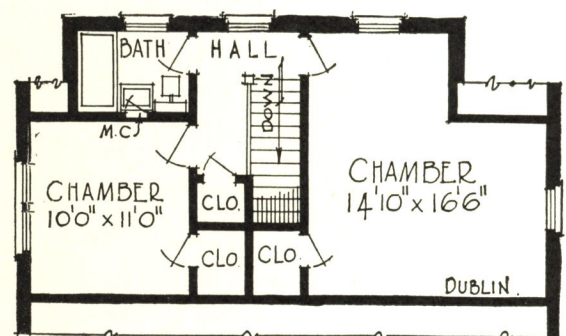 BATH
HALL
DOWN
M.C.
CHAMBER
10'0" x 11'0"
CHAMBER
14'10" x 16'6"
CLO.
CLO.
CLO.
DUBLIN.